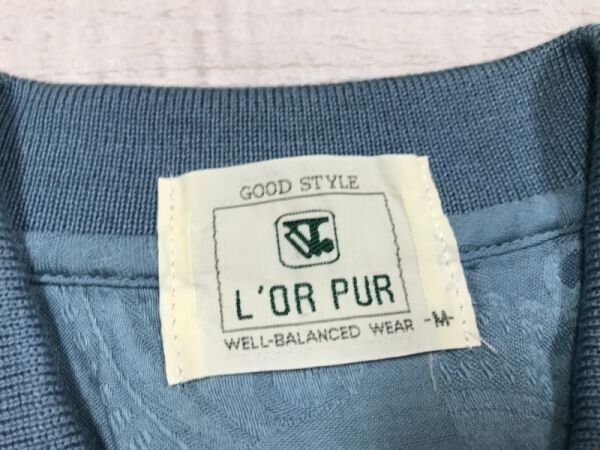 GOOD STYLE
L'OR PUR
WELL-BALANCED WEAR -M-